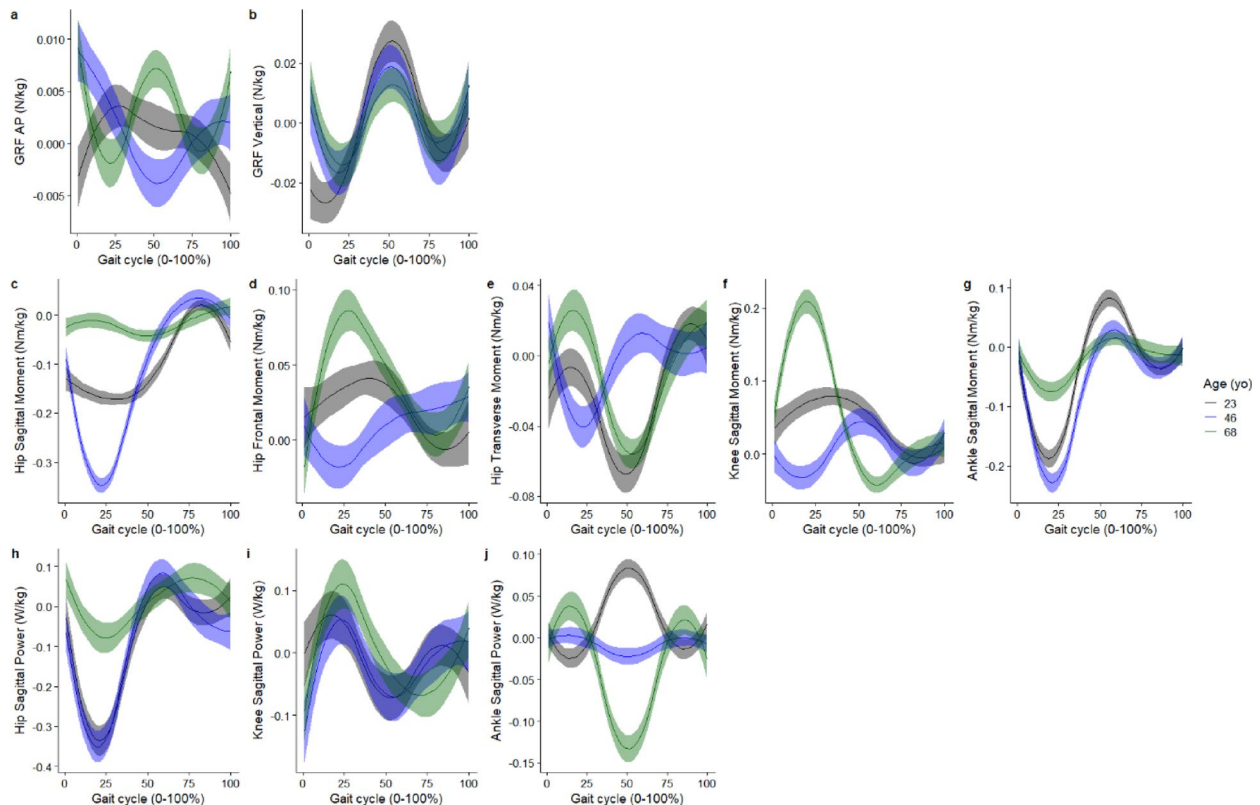 a
GRF AP (N/kg)
0.010
0.005
0.000
-0.005
0 25 50 75 100
Gait cycle (0-100%)
b
GRF Vertical (N/kg)
0.02
0.00
-0.02
0 25 50 75 100
Gait cycle (0-100%)
c
Hip Sagittal Moment (Nm/kg)
0.0
-0.1
-0.2
-0.3
0 25 50 75 100
Gait cycle (0-100%)
d
Hip Frontal Moment (Nm/kg)
0.10
0.05
0.00
0 25 50 75 100
Gait cycle (0-100%)
e
Hip Transverse Moment (Nm/kg)
0.04
0.00
-0.04
-0.08
0 25 50 75 100
Gait cycle (0-100%)
f
Knee Sagittal Moment (Nm/kg)
0.2
0.1
0.0
0 25 50 75 100
Gait cycle (0-100%)
g
Ankle Sagittal Moment (Nm/kg)
0.1
0.0
-0.1
-0.2
0 25 50 75 100
Gait cycle (0-100%)
Age (yo)
23
46
68
h
Hip Sagittal Power (W/kg)
0.1
0.0
-0.1
-0.2
-0.3
-0.4
0 25 50 75 100
Gait cycle (0-100%)
i
Knee Sagittal Power (W/kg)
0.1
0.0
-0.1
0 25 50 75 100
Gait cycle (0-100%)
j
Ankle Sagittal Power (W/kg)
0.10
0.05
0.00
-0.05
-0.10
-0.15
0 25 50 75 100
Gait cycle (0-100%)